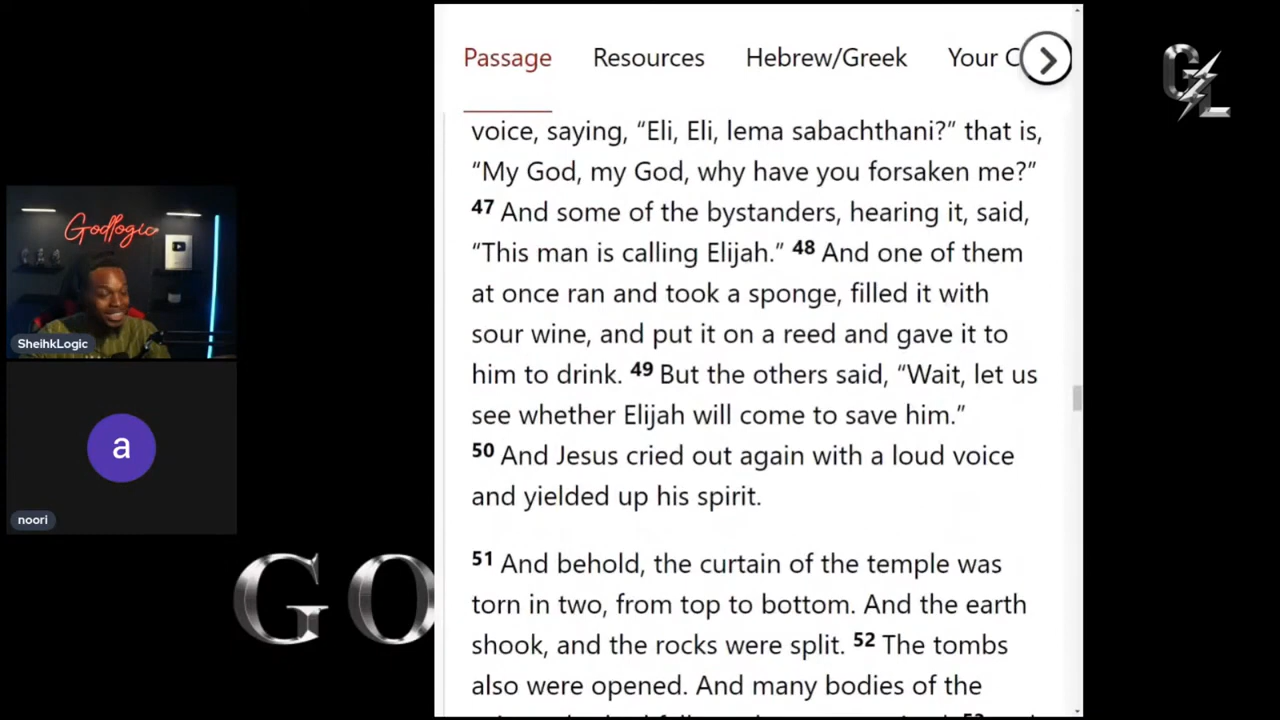 Passage Resources Hebrew/Greek Your C
GL
voice, saying, “Eli, Eli, lema sabachthani?” that is,
“My God, my God, why have you forsaken me?”
47 And some of the bystanders, hearing it, said,
“This man is calling Elijah.” 48 And one of them
at once ran and took a sponge, filled it with
sour wine, and put it on a reed and gave it to
him to drink. 49 But the others said, “Wait, let us
see whether Elijah will come to save him.”
50 And Jesus cried out again with a loud voice
and yielded up his spirit.
51 And behold, the curtain of the temple was
torn in two, from top to bottom. And the earth
shook, and the rocks were split. 52 The tombs
also were opened. And many bodies of the
Godlogic
SheihkLogic
a
noori
GO